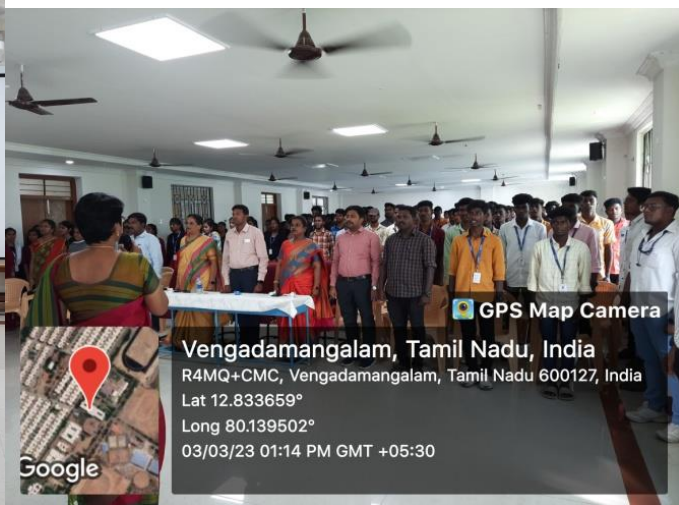 GPS Map Camera
Vengadamangalam, Tamil Nadu, India
R4MQ+CMC, Vengadamangalam, Tamil Nadu 600127, India
Lat 12.833659°
Long 80.139502°
03/03/23 01:14 PM GMT +05:30
Google